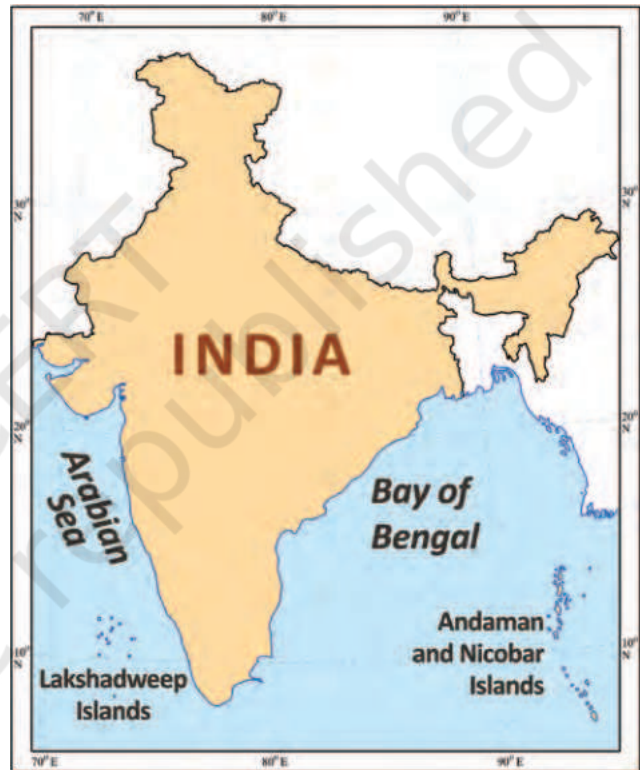 70° E 80° E 90° E
30° N
30° N
INDIA
20° N
20° N
Arabian
Sea
Bay of
Bengal
10° N
10° N
Andaman
and Nicobar
Islands
Lakshadweep
Islands
70° E 80° E 90° E
republished